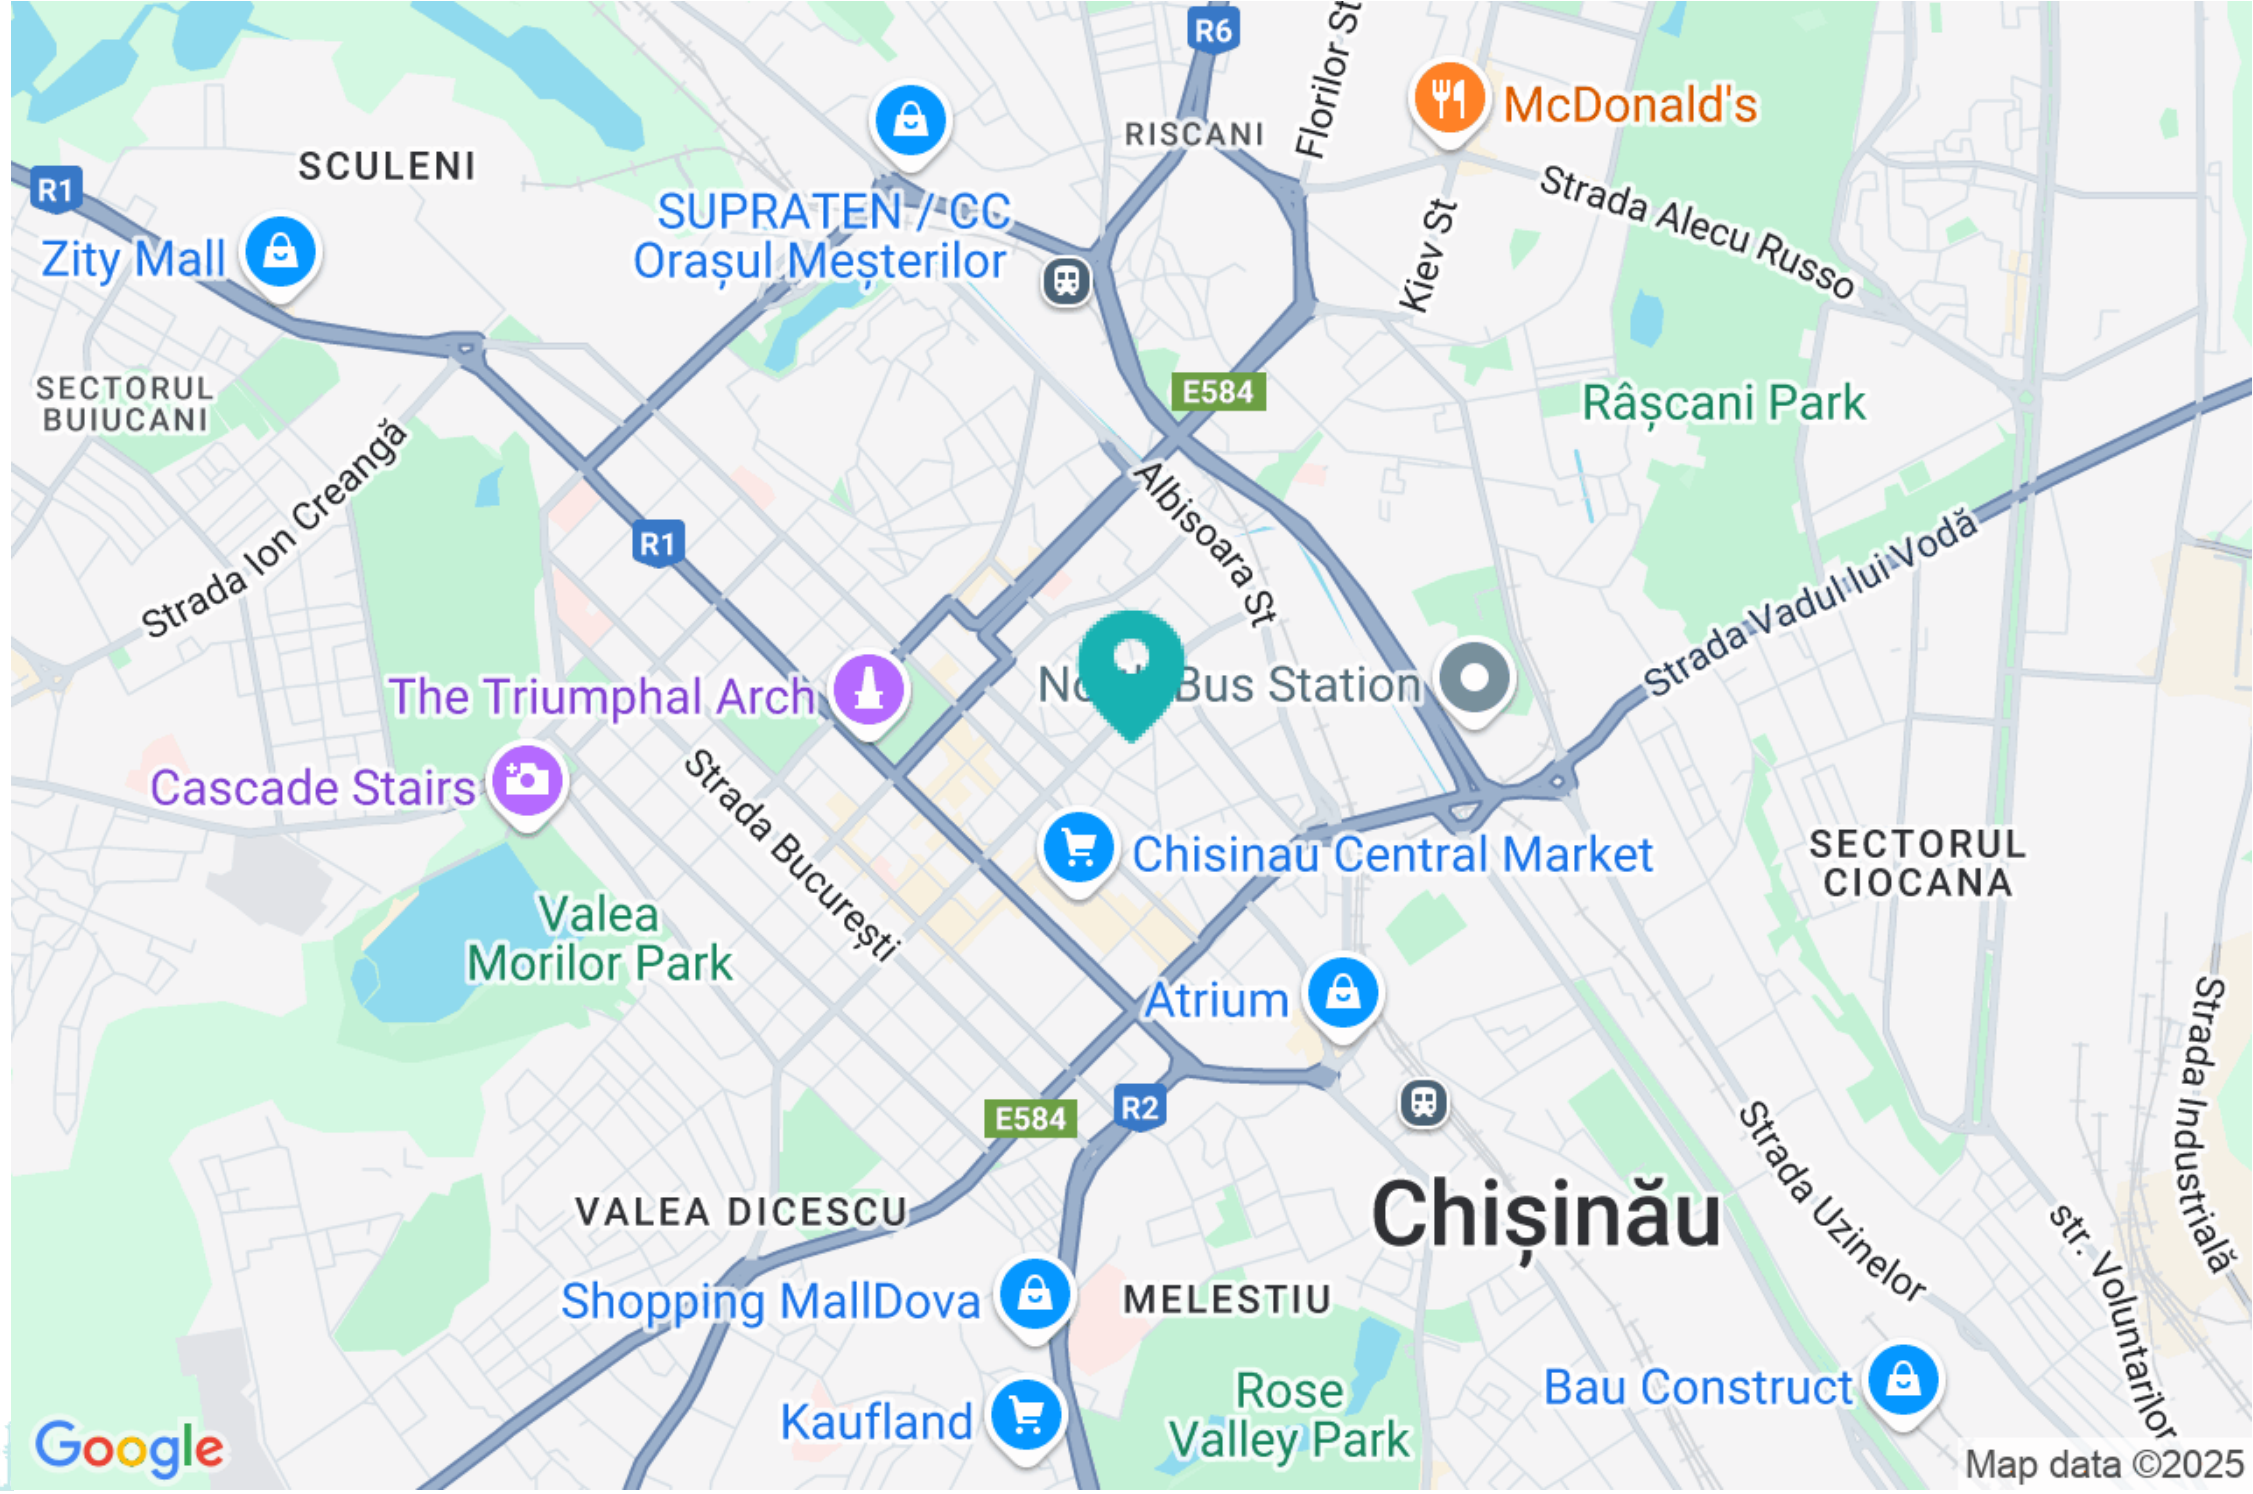 R6
Florilor St
McDonald's
RISCANI
SCULENI
R1
Strada Alecu Russo
SUPRATEN / CC
Orașul Meșterilor
Zity Mall
Kiev St
SECTORUL
BUIUCANI
E584
Râșcani Park
Strada Ion Creangă
R1
Albisoara St
Strada Vadul lui Vodă
Bus Station
The Triumphal Arch
Cascade Stairs
Strada București
Chisinau Central Market
SECTORUL
CIOCANA
Valea
Morilor Park
Atrium
Strada Industrială
R2
E584
Strada Uzinelor
VALEA DICESCU
Chișinău
str. Voluntarilor
Shopping MallDova
MELESTIU
Rose
Valley Park
Bau Construct
Kaufland
Google
Map data ©2025